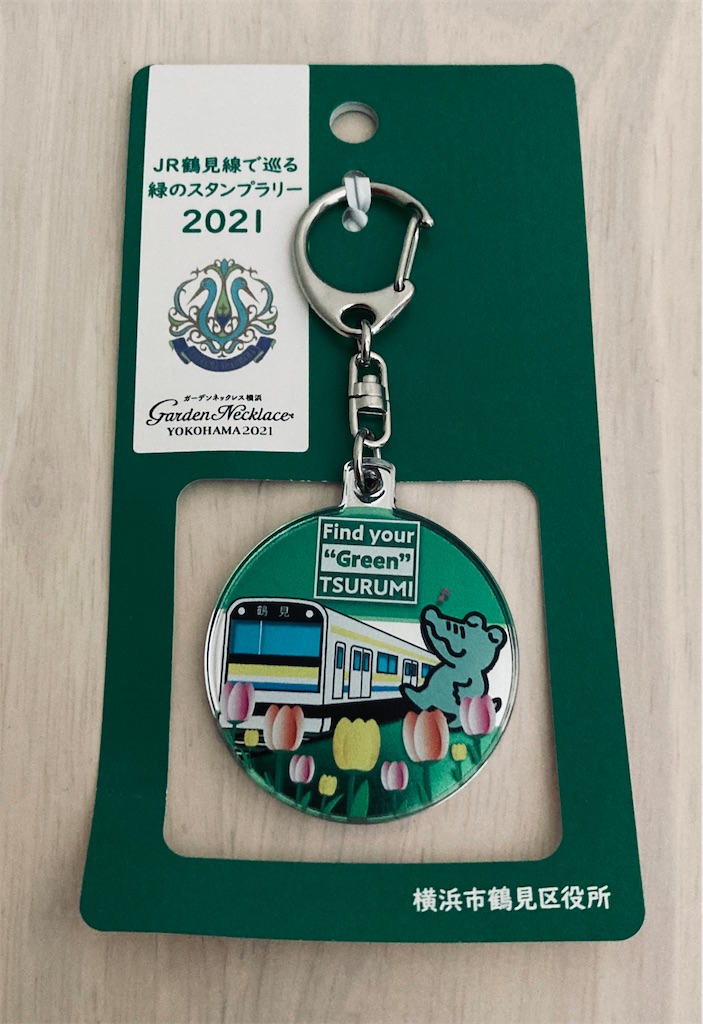 JR鶴見線で巡る
緑のスタンプラリー
2021
ガーデンネックレス横浜
Garden Necklace
YOKOHAMA 2021
Find your
“Green”
TSURUMI
鶴見
横浜市鶴見区役所